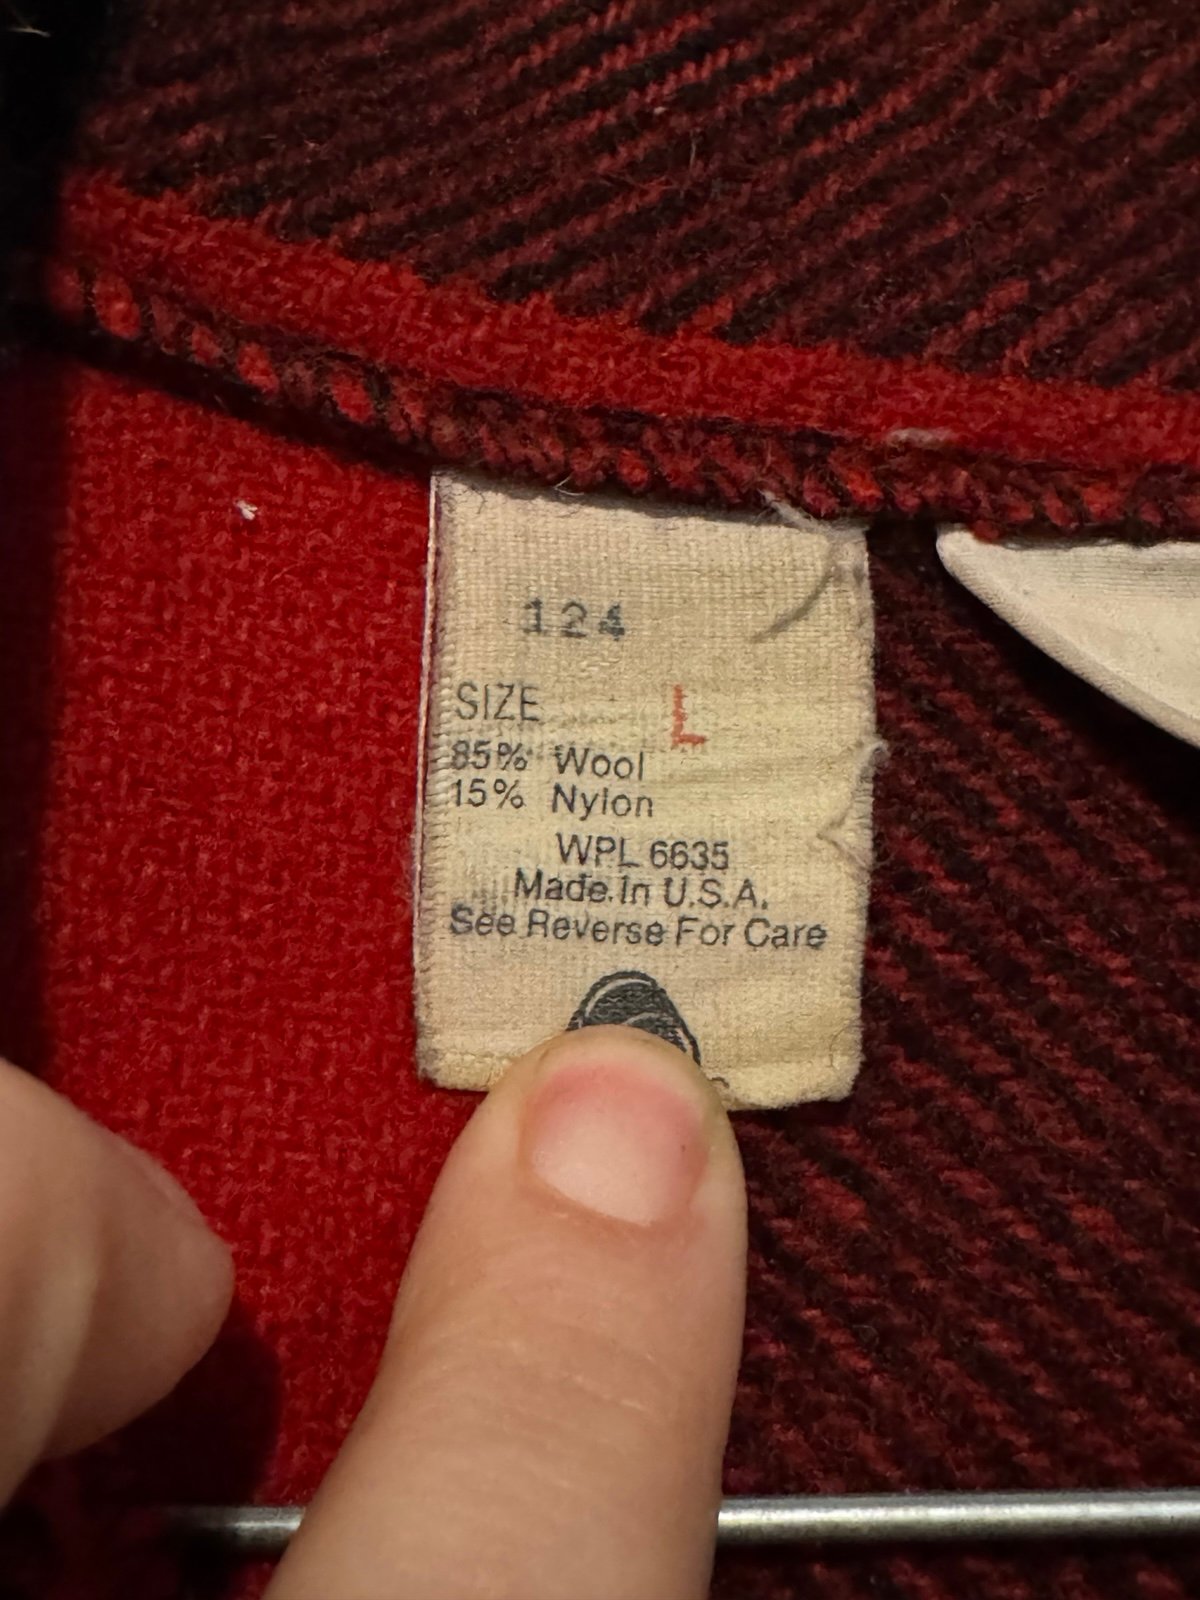 124
SIZE L
85% Wool
15% Nylon
WPL 6635
Made In U.S.A.
See Reverse For Care